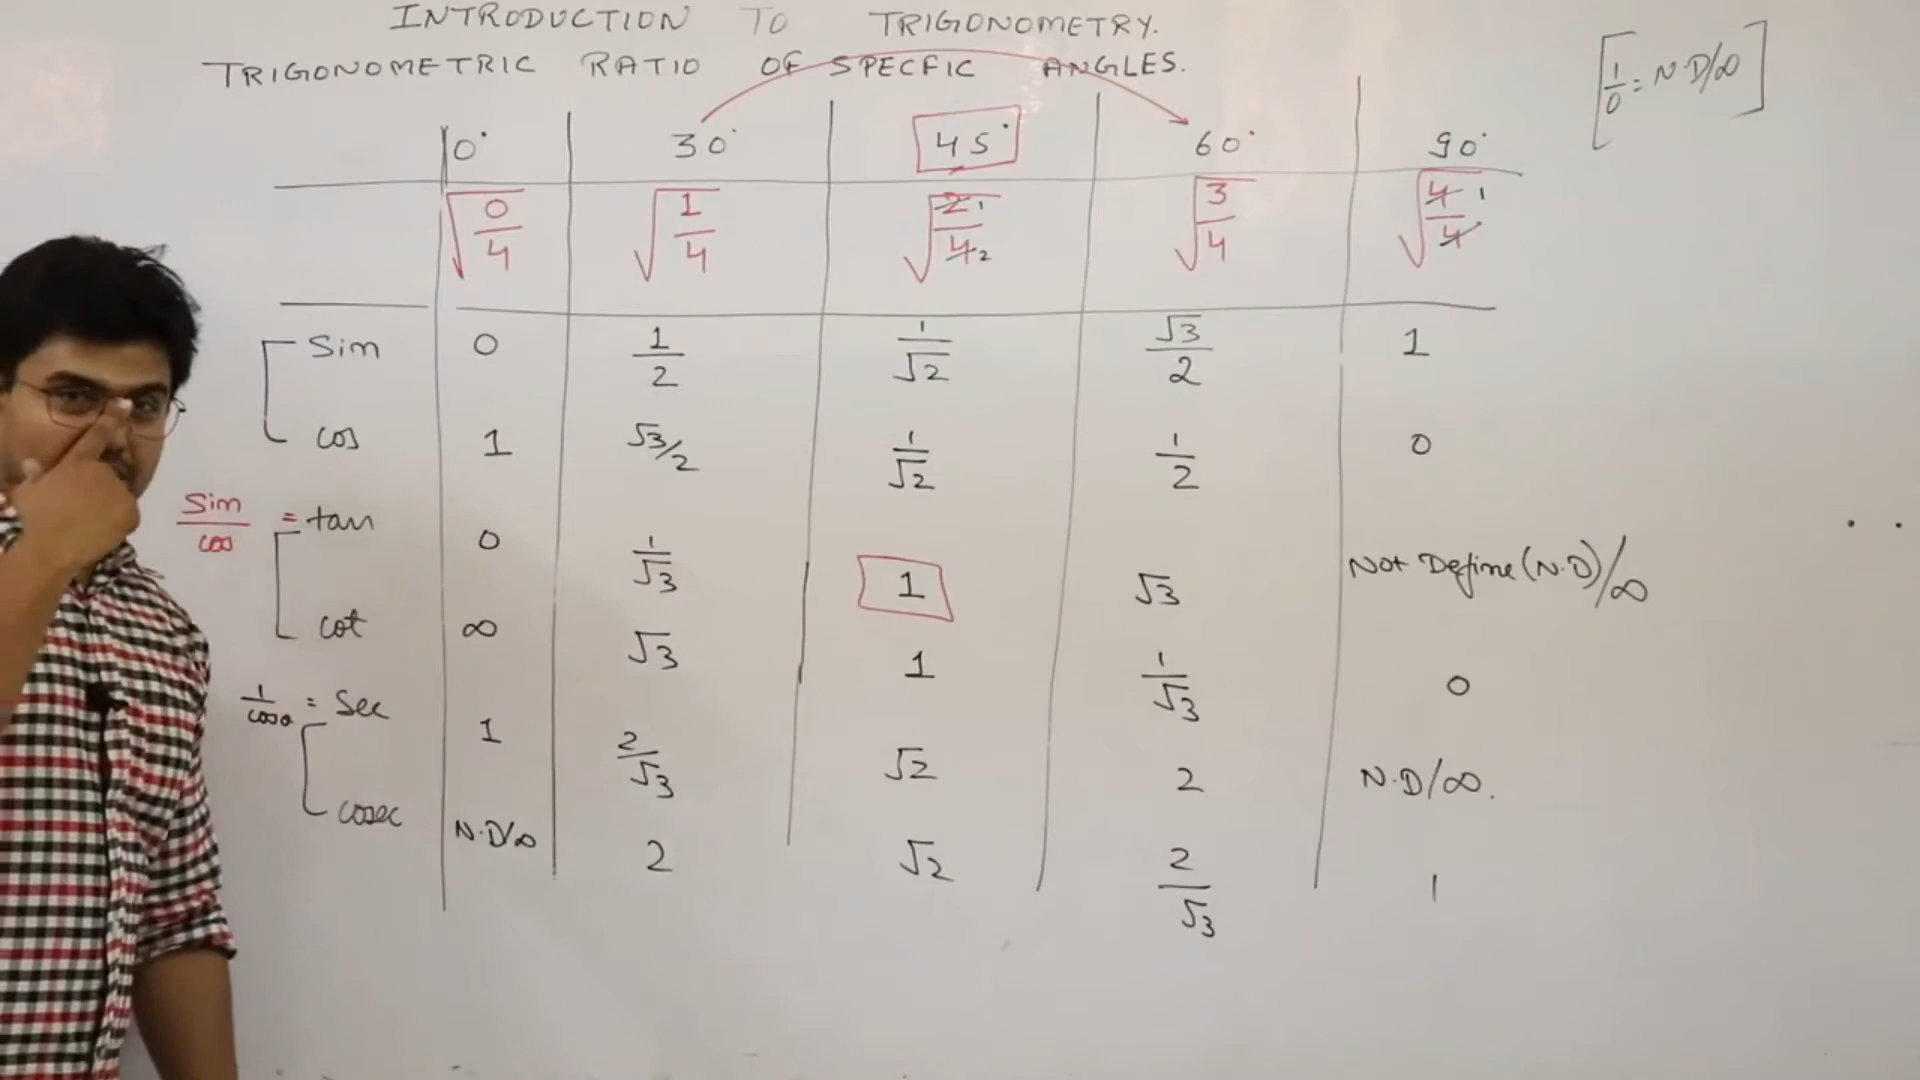 INTRODUCTION TO TRIGONOMETRY.
TRIGONOMETRIC RATIO OF SPECFIC ANGLES.
[1/0 = N.D/∞]
0° 30° 45° 60° 90°
√0/4 √1/4 √2/4 1 2 √3/4 √4/4 1
Sin 0 1/2 1/√2 √3/2 1
cos 1 √3/2 1/√2 1/2 0
Sin/cos = tan 0 1/√3 1 √3 Not Define (N.D)/∞
cot ∞ √3 1 1/√3 0
1/cosθ = Sec 1 2/√3 √2 2 N.D/∞.
cosec N.D/∞ 2 √2 2/√3 1